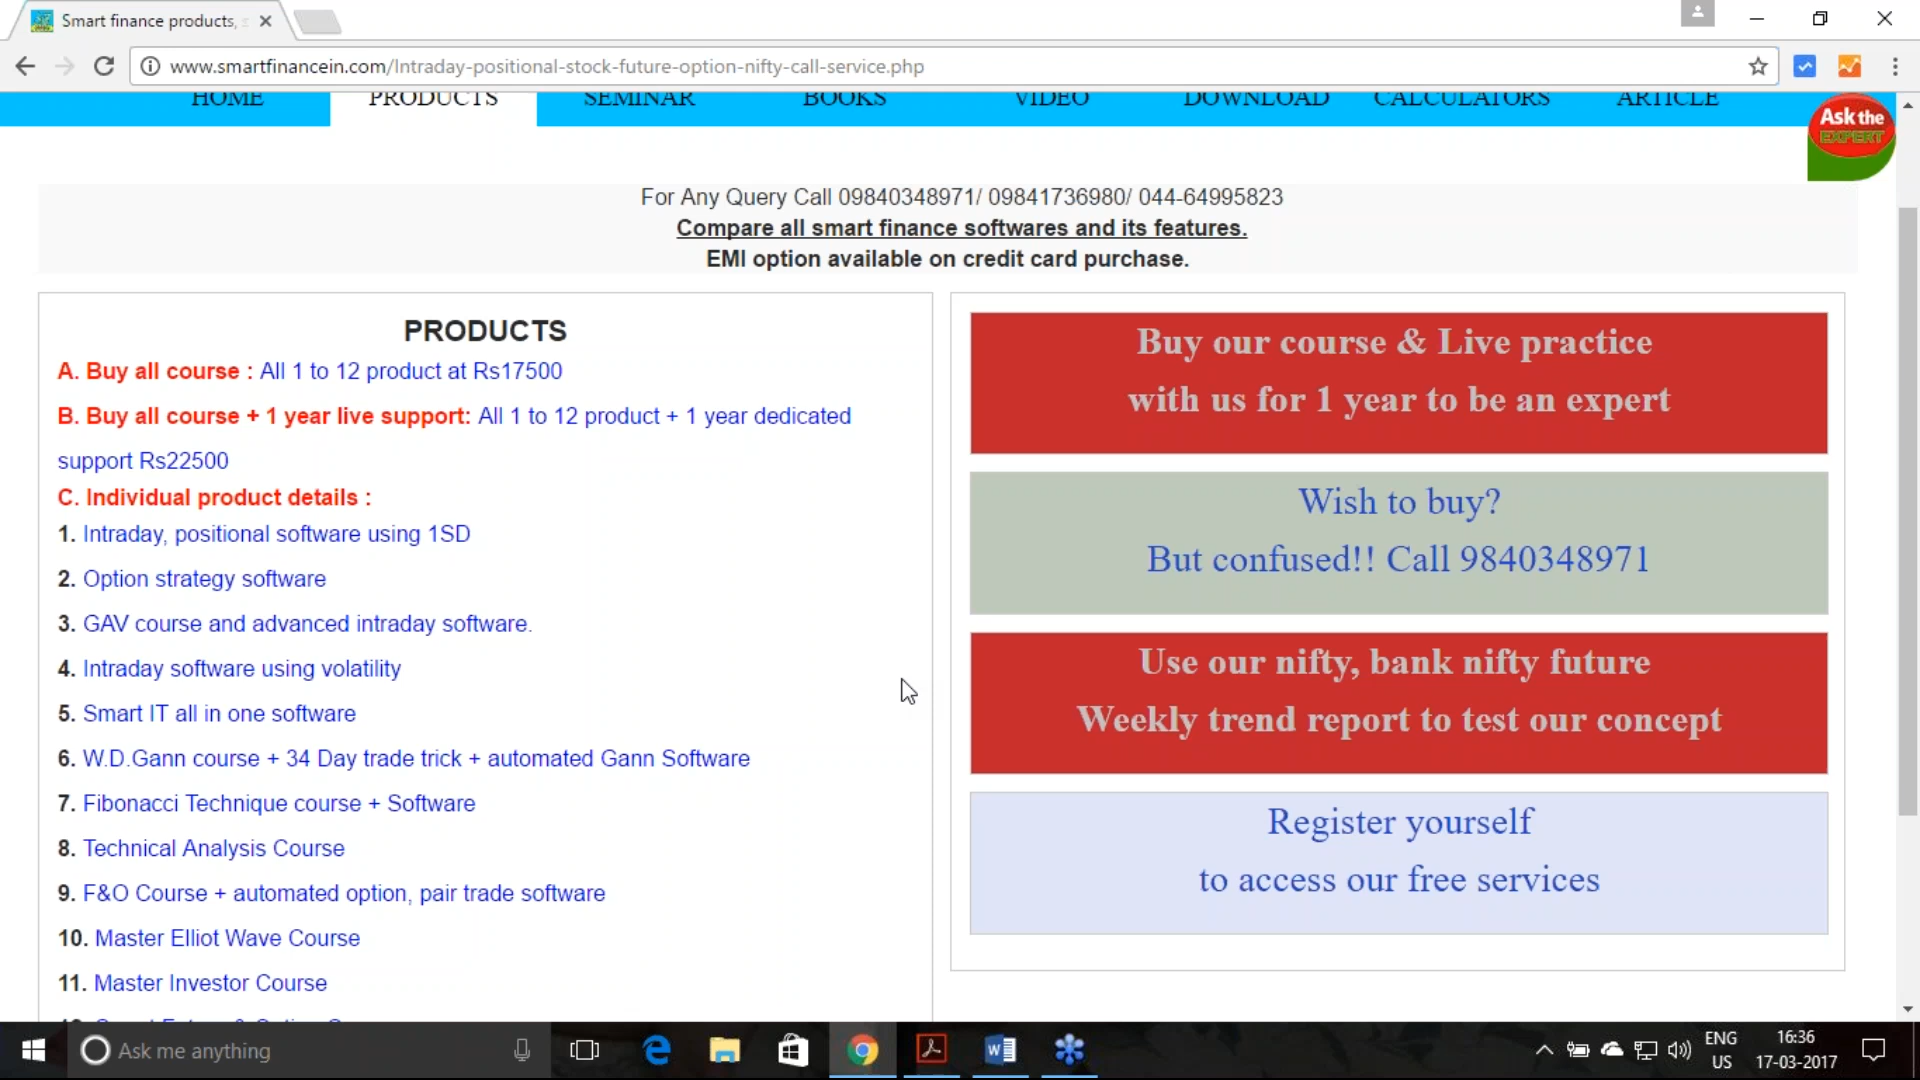 Smart finance products,
www.smartfinancein.com/Intraday-positional-stock-future-option-nifty-call-service.php
HOME PRODUCTS SEMINAR BOOKS VIDEO DOWNLOAD CALCULATORS ARTICLE
Ask the
EXPERT
For Any Query Call 09840348971/ 09841736980/ 044-64995823
Compare all smart finance softwares and its features.
EMI option available on credit card purchase.
PRODUCTS
A. Buy all course : All 1 to 12 product at Rs17500
B. Buy all course + 1 year live support: All 1 to 12 product + 1 year dedicated
support Rs22500
C. Individual product details :
1. Intraday, positional software using 1SD
2. Option strategy software
3. GAV course and advanced intraday software.
4. Intraday software using volatility
5. Smart IT all in one software
6. W.D.Gann course + 34 Day trade trick + automated Gann Software
7. Fibonacci Technique course + Software
8. Technical Analysis Course
9. F&O Course + automated option, pair trade software
10. Master Elliot Wave Course
11. Master Investor Course
Buy our course & Live practice
with us for 1 year to be an expert
Wish to buy?
But confused!! Call 9840348971
Use our nifty, bank nifty future
Weekly trend report to test our concept
Register yourself
to access our free services
Ask me anything
ENG
US
16:36
17-03-2017